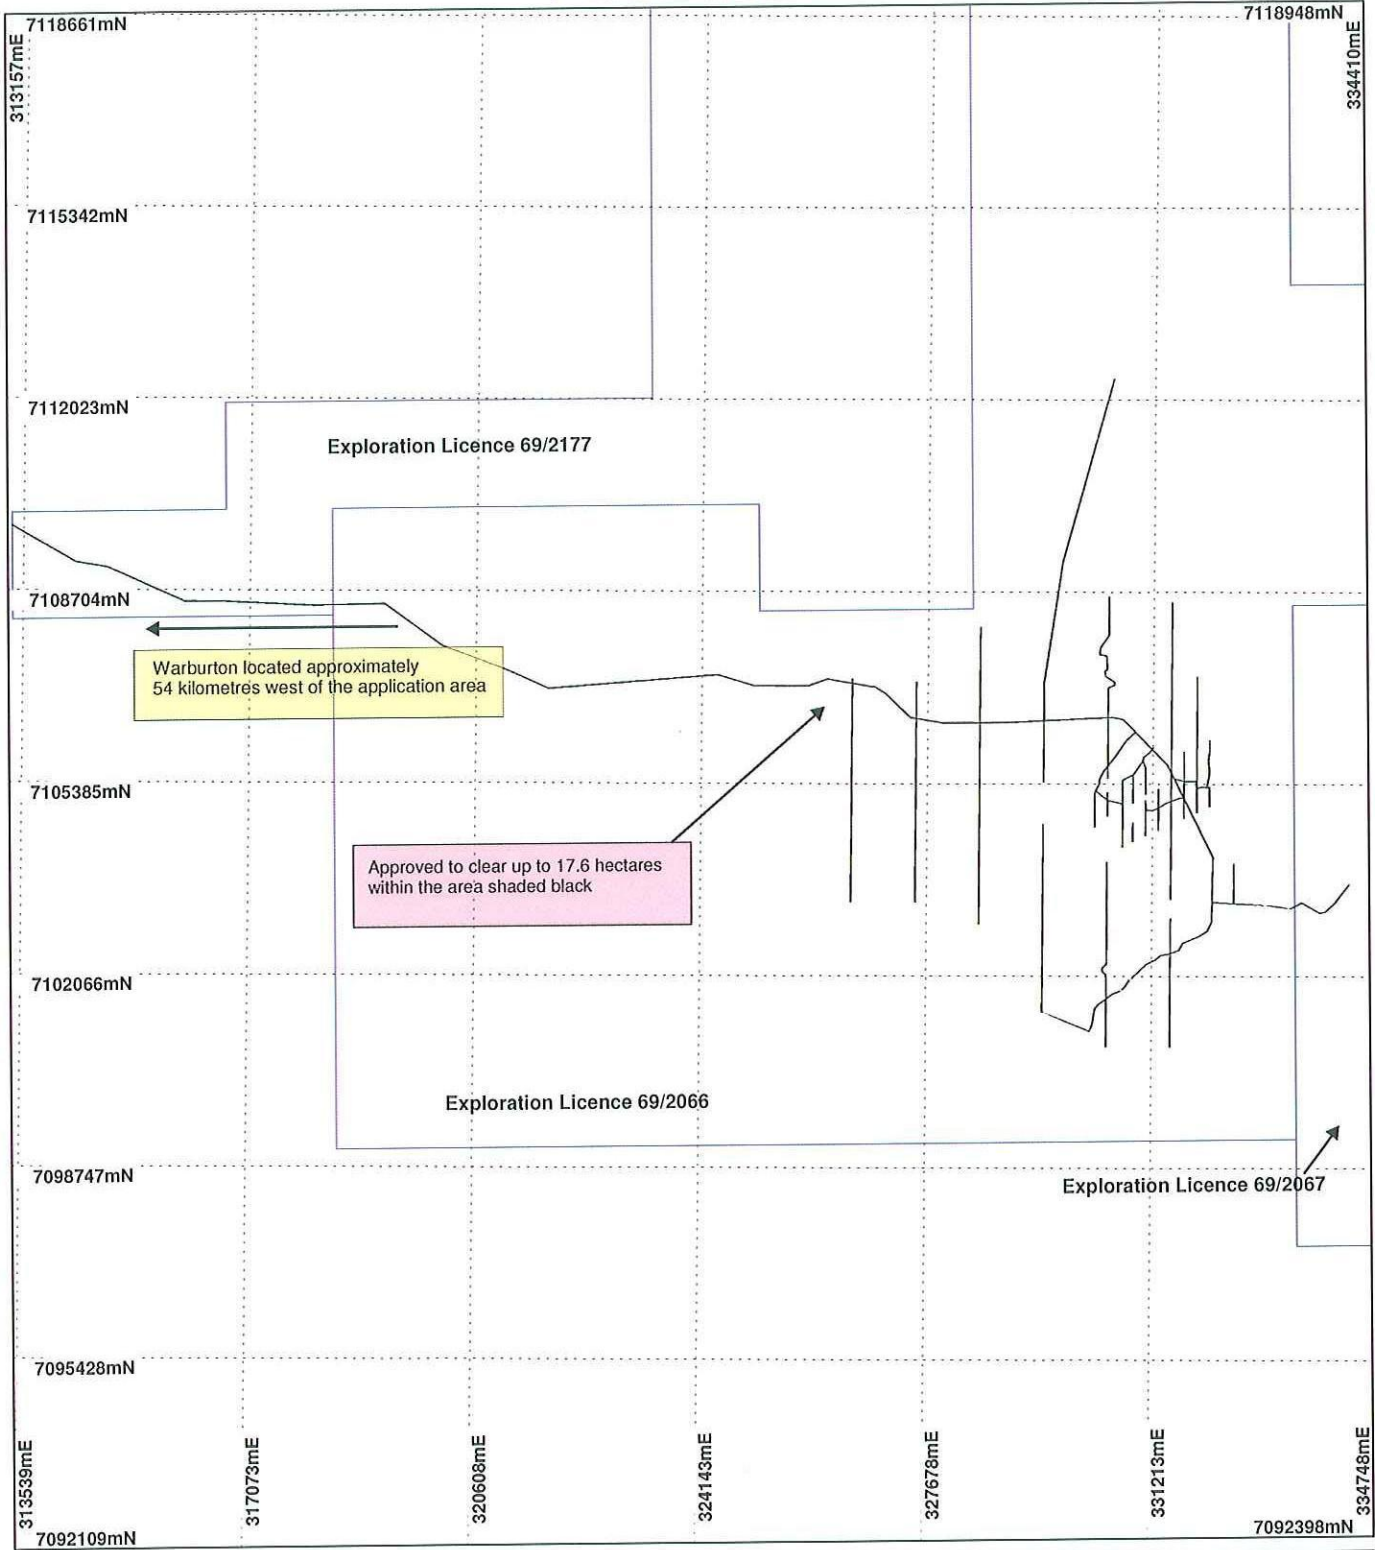 7118661mN
7118948mN
313157mE
334410mE
7115342mN
7112023mN
Exploration Licence 69/2177
7108704mN
Warburton located approximately
54 kilometres west of the application area
7105385mN
Approved to clear up to 17.6 hectares
within the area shaded black
7102066mN
Exploration Licence 69/2066
7098747mN
Exploration Licence 69/2067
7095428mN
313539mE
317073mE
320608mE
324143mE
327678mE
331213mE
334748mE
7092109mN
7092398mN